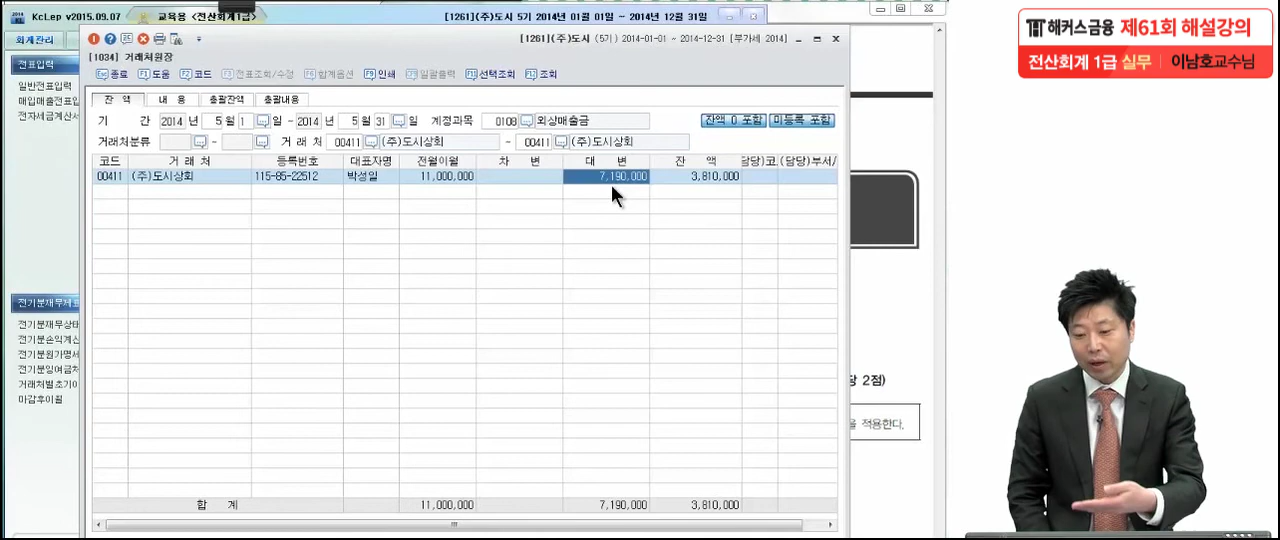 KcLep v2015.09.07
교육용 <전산회계1급>
[1261](주)도시 5기 2014년 01월 01일 ~ 2014년 12월 31일
해커스금융 제61회 해설강의
전산회계 1급 실무 | 이남호교수님
회계관리
[1261](주)도시 (5기) 2014-01-01 ~ 2014-12-31 [부가세 2014]
[1034] 거래처원장
전표입력
Esc 종료 F1 도움 F2 코드 F3 전표조회/수정 F6 합계옵션 F9 인쇄 일괄출력 선택조회 F12 조회
일반전표입력
매입매출전표입
전자세금계산서
잔 액 내 용 총괄잔액 총괄내용
기 간 2014 년 5 월 1 일 ~ 2014 년 5 월 31 일 계정과목 0108 외상매출금 잔액 0 포함 미등록 포함
거래처분류 ~ 거 래 처 00411 (주)도시상회 ~ 00411 (주)도시상회
코드 거 래 처 등록번호 대표자명 전월이월 차 변 대 변 잔 액 담당)코 (담당)부서/
00411 (주)도시상회 115-85-22512 박성일 11,000,000 7,190,000 3,810,000
전기분재무제표
전기분재무상태
전기분손익계산
전기분원가명세
전기분잉여금처
거래처별초기이
마감후이월
당 2점)
을 적용한다.
합 계 11,000,000 7,190,000 3,810,000